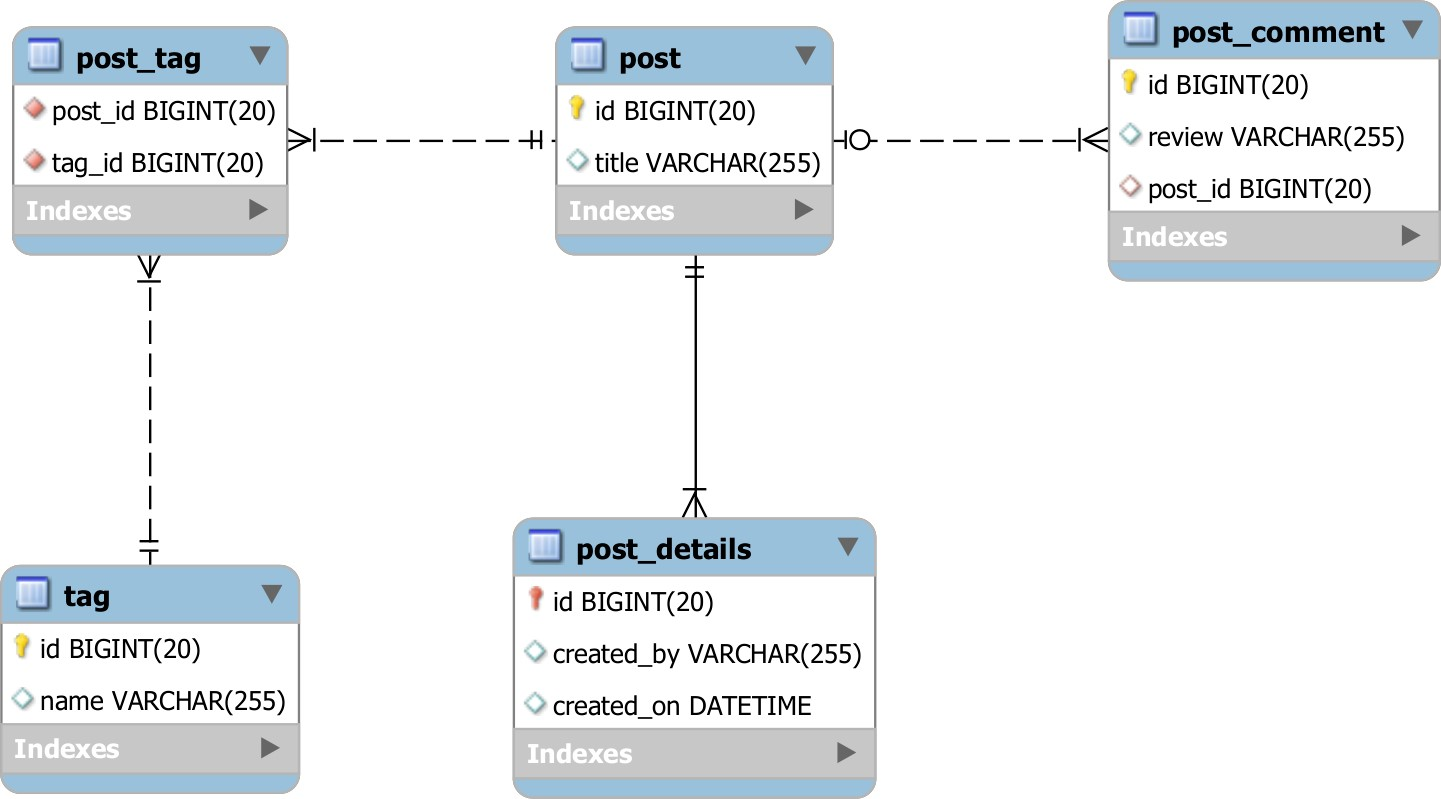 post_tag
post_id BIGINT(20)
tag_id BIGINT(20)
Indexes
post
id BIGINT(20)
title VARCHAR(255)
Indexes
post_comment
id BIGINT(20)
review VARCHAR(255)
post_id BIGINT(20)
Indexes
tag
id BIGINT(20)
name VARCHAR(255)
Indexes
post_details
id BIGINT(20)
created_by VARCHAR(255)
created_on DATETIME
Indexes